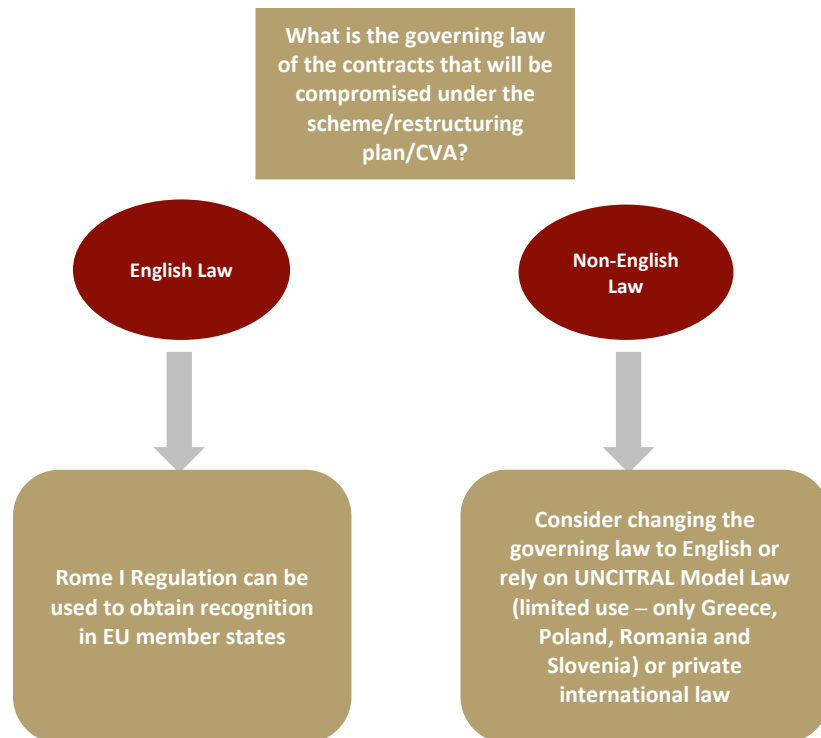 What is the governing law
of the contracts that will be
compromised under the
scheme/restructuring
plan/CVA?
English Law
Non-English
Law
Rome I Regulation can be
used to obtain recognition
in EU member states
Consider changing the
governing law to English or
rely on UNCITRAL Model Law
(limited use – only Greece,
Poland, Romania and
Slovenia) or private
international law